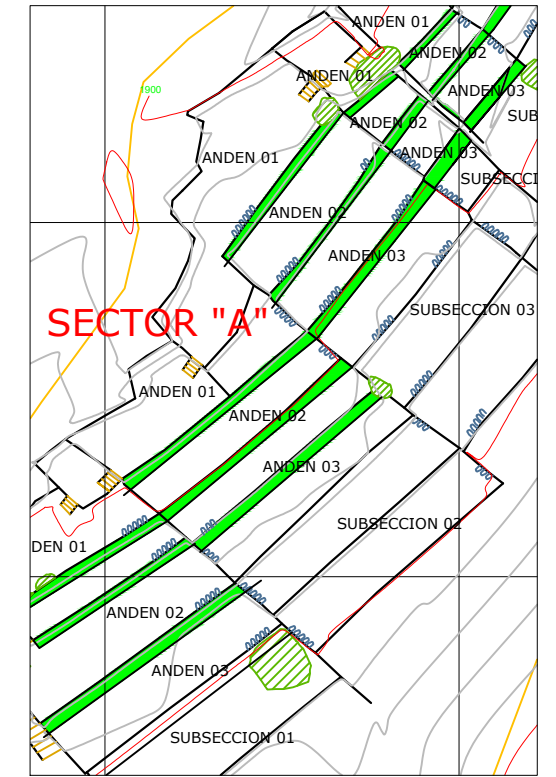 ANDEN 01
ANDEN 02
ANDEN 01
ANDEN 03
1900
SUB
ANDEN 02
ANDEN 03
ANDEN 01
SUBSECCI
ANDEN 02
ANDEN 03
SUBSECCION 03
SECTOR "A"
ANDEN 01
ANDEN 02
ANDEN 03
SUBSECCION 02
DEN 01
ANDEN 02
ANDEN 03
SUBSECCION 01